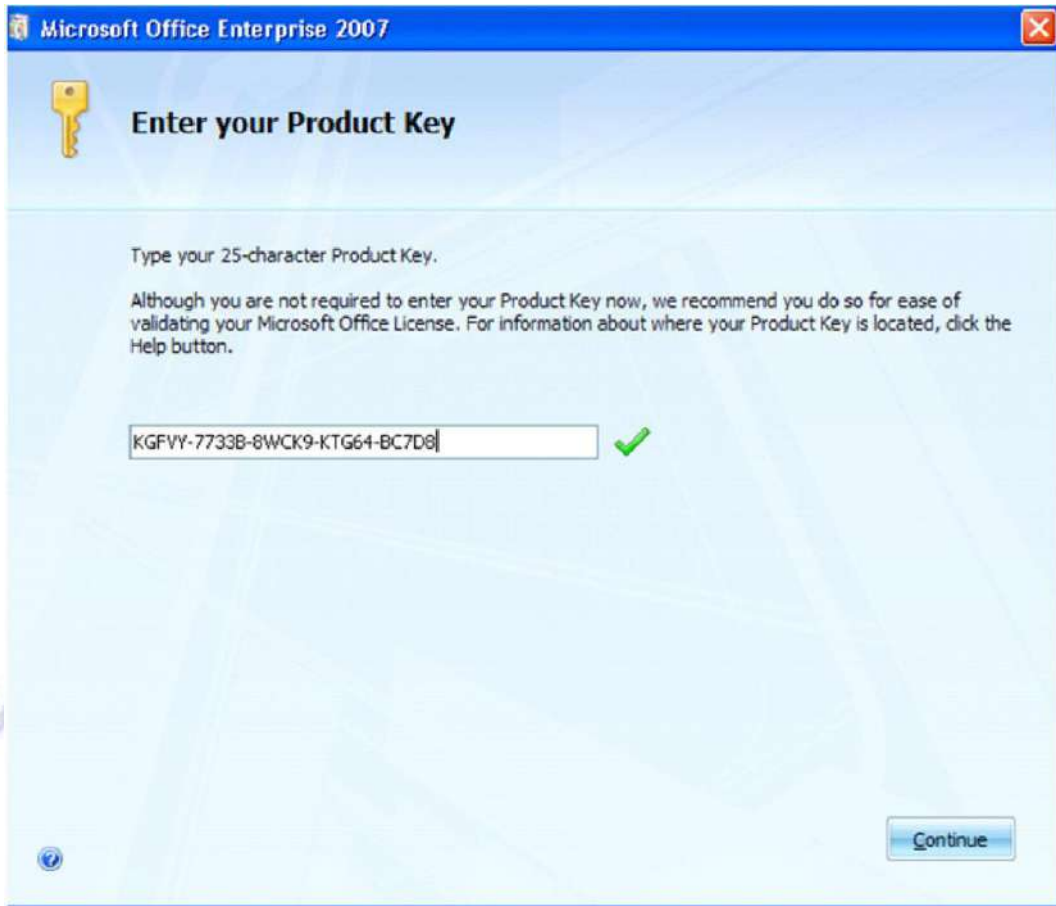 Microsoft Office Enterprise 2007
Enter your Product Key
Type your 25-character Product Key.
Although you are not required to enter your Product Key now, we recommend you do so for ease of
validating your Microsoft Office License. For information about where your Product Key is located, click the
Help button.
KGFVY-7733B-8WCK9-KTG64-BC7D8
Continue